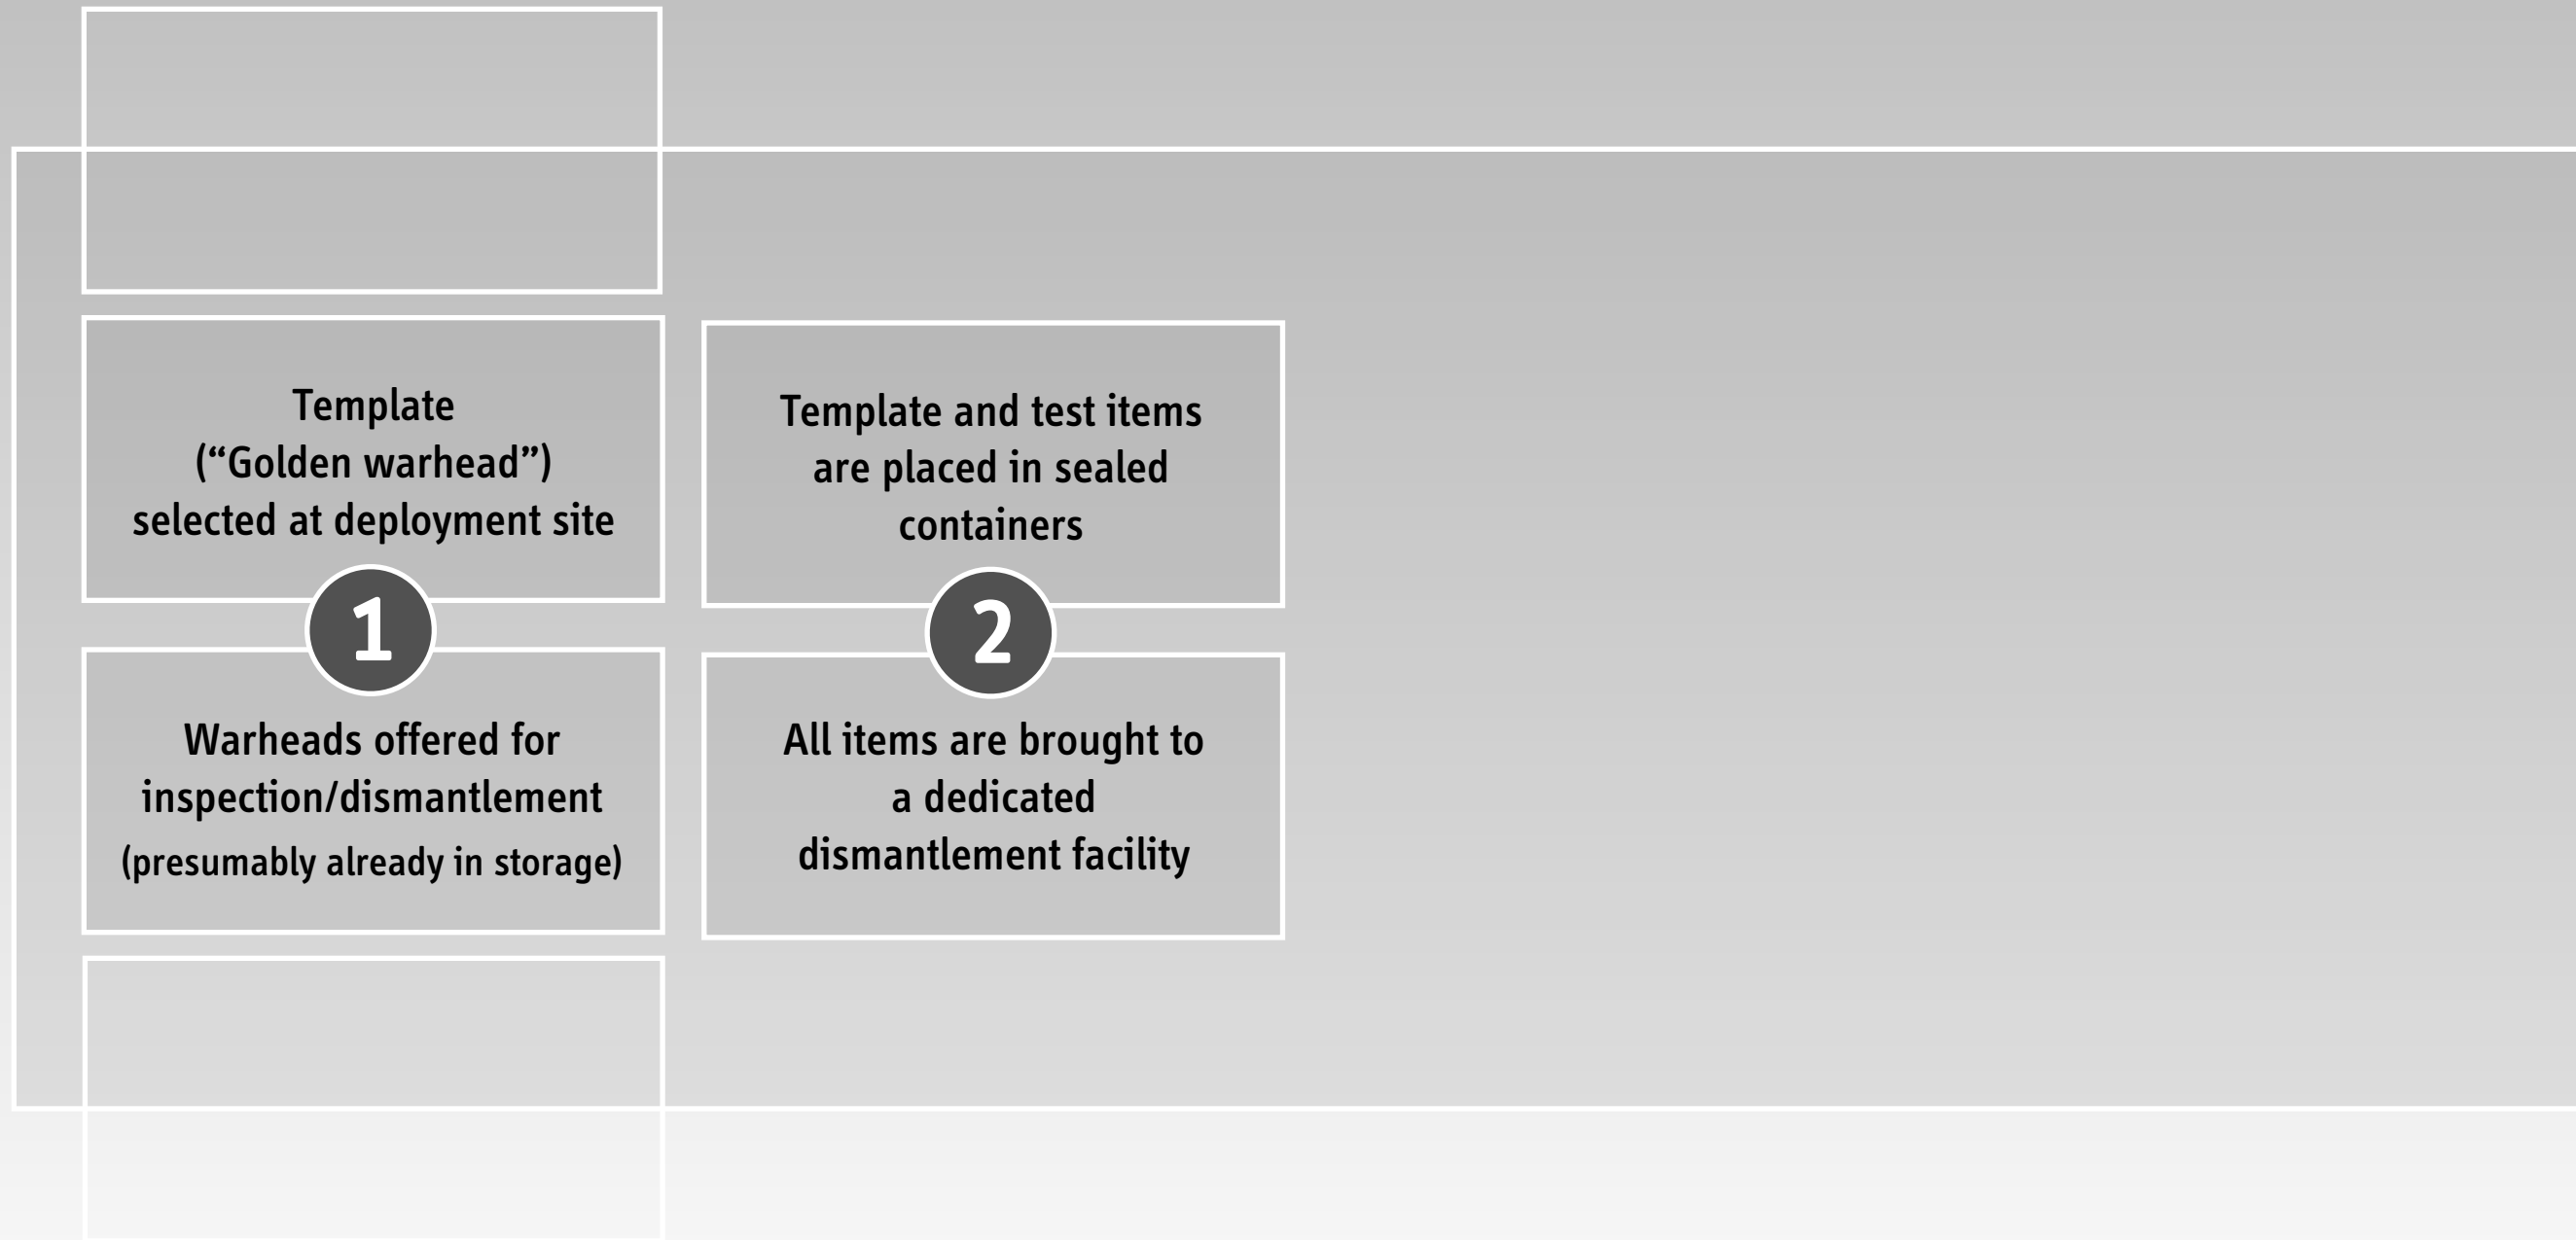 Template
(“Golden warhead”)
selected at deployment site
1
Warheads offered for
inspection/dismantlement
(presumably already in storage)
Template and test items
are placed in sealed
containers
2
All items are brought to
a dedicated
dismantlement facility